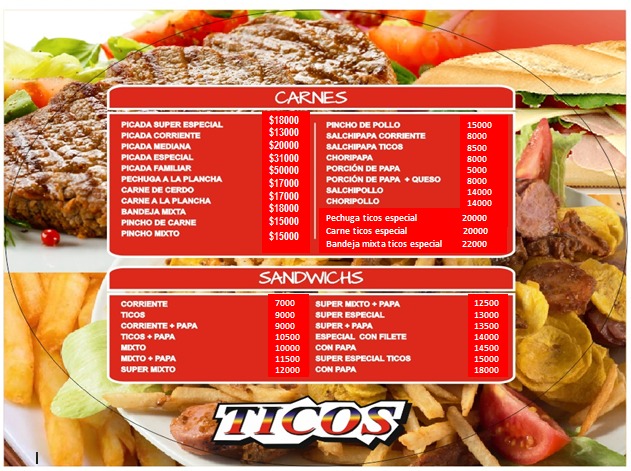 CARNES
PICADA SUPER ESPECIAL
PICADA CORRIENTE
PICADA MEDIANA
PICADA ESPECIAL
PICADA FAMILIAR
PECHUGA A LA PLANCHA
CARNE DE CERDO
CARNE A LA PLANCHA
BANDEJA MIXTA
PINCHO DE CARNE
PINCHO MIXTO
$18000
$13000
$20000
$31000
$50000
$17000
$17000
$18000
$15000
$15000
PINCHO DE POLLO 15000
SALCHIPAPA CORRIENTE 8000
SALCHIPAPA TICOS 8500
CHORIPAPA 8000
PORCIÓN DE PAPA 5000
PORCIÓN DE PAPA + QUESO 8000
SALCHIPOLLO 14000
CHORIPOLLO 14000
Pechuga ticos especial 20000
Carne ticos especial 20000
Bandeja mixta ticos especial 22000
SANDWICHS
CORRIENTE 7000
TICOS 9000
CORRIENTE + PAPA 9000
TICOS + PAPA 10500
MIXTO 10000
MIXTO + PAPA 11500
SUPER MIXTO 12000
SUPER MIXTO + PAPA 12500
SUPER ESPECIAL 13000
SUPER + PAPA 13500
ESPECIAL CON FILETE 14000
CON PAPA 14500
SUPER ESPECIAL TICOS 15000
CON PAPA 18000
TICOS